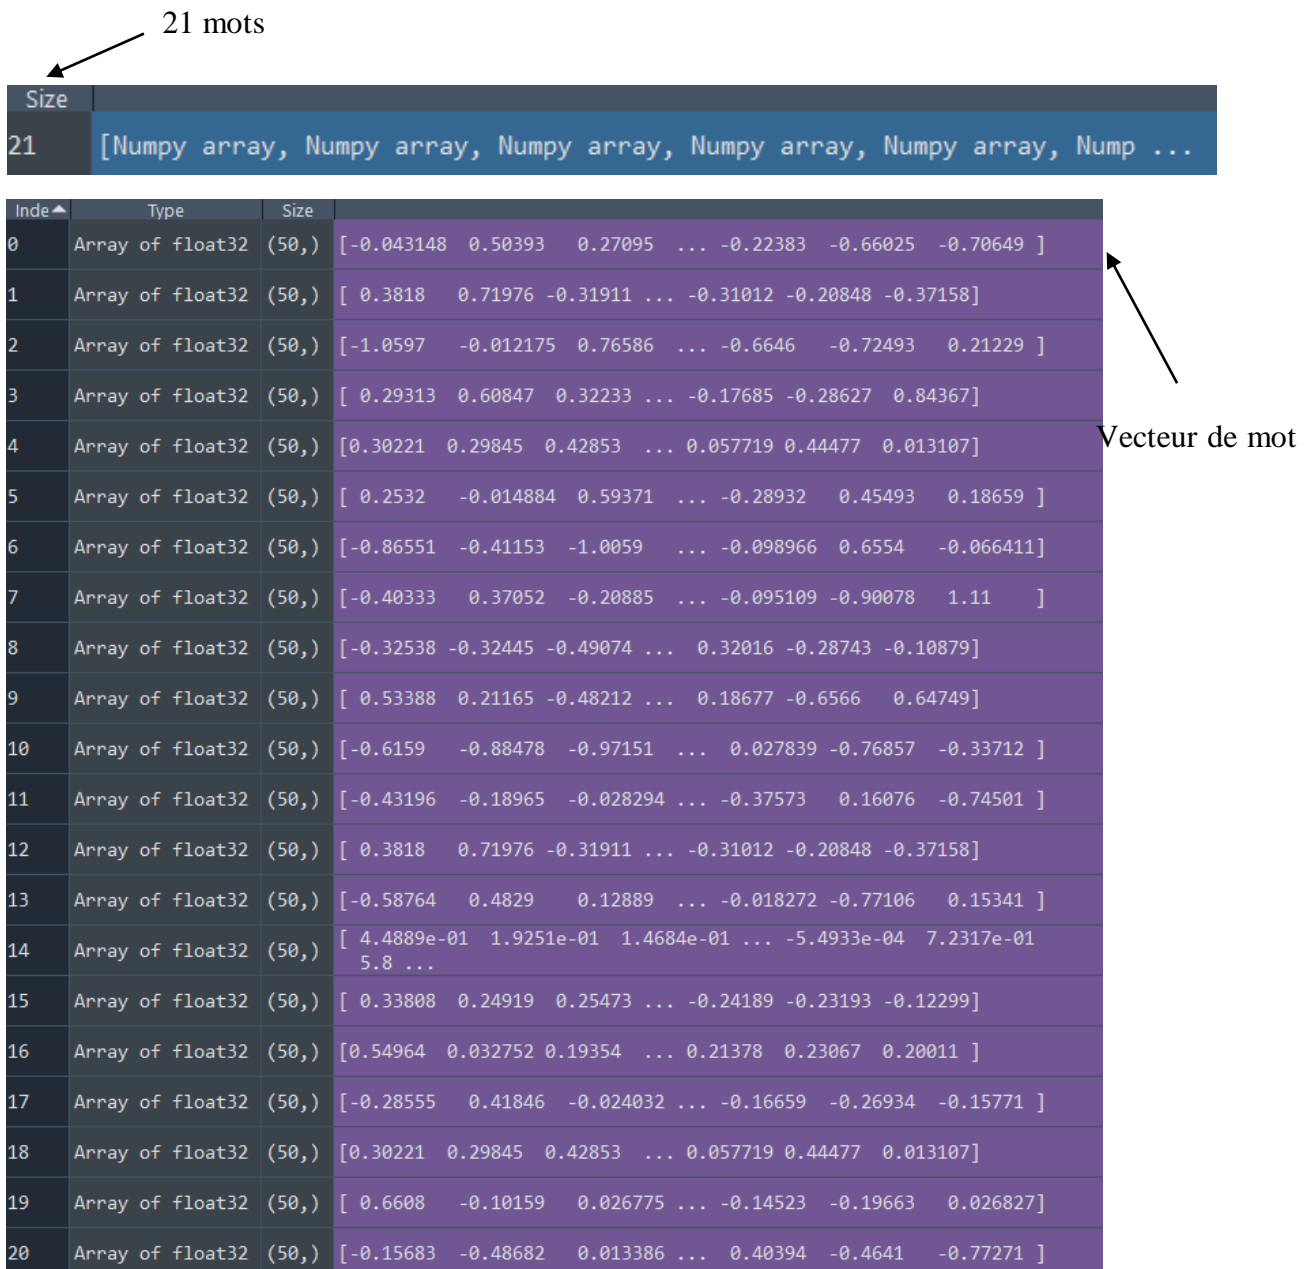 21 mots
Size
21 [Numpy array, Numpy array, Numpy array, Numpy array, Numpy array, Nump ...
Inde Type Size
0 Array of float32 (50,) [-0.043148 0.50393 0.27095 ... -0.22383 -0.66025 -0.70649 ]
1 Array of float32 (50,) [ 0.3818 0.71976 -0.31911 ... -0.31012 -0.20848 -0.37158]
2 Array of float32 (50,) [-1.0597 -0.012175 0.76586 ... -0.6646 -0.72493 0.21229 ]
3 Array of float32 (50,) [ 0.29313 0.60847 0.32233 ... -0.17685 -0.28627 0.84367]
4 Array of float32 (50,) [0.30221 0.29845 0.42853 ... 0.057719 0.44477 0.013107]
Vecteur de mot
5 Array of float32 (50,) [ 0.2532 -0.014884 0.59371 ... -0.28932 0.45493 0.18659 ]
6 Array of float32 (50,) [-0.86551 -0.41153 -1.0059 ... -0.098966 0.6554 -0.066411]
7 Array of float32 (50,) [-0.40333 0.37052 -0.20885 ... -0.095109 -0.90078 1.11 ]
8 Array of float32 (50,) [-0.32538 -0.32445 -0.49074 ... 0.32016 -0.28743 -0.10879]
9 Array of float32 (50,) [ 0.53388 0.21165 -0.48212 ... 0.18677 -0.6566 0.64749]
10 Array of float32 (50,) [-0.6159 -0.88478 -0.97151 ... 0.027839 -0.76857 -0.33712 ]
11 Array of float32 (50,) [-0.43196 -0.18965 -0.028294 ... -0.37573 0.16076 -0.74501 ]
12 Array of float32 (50,) [ 0.3818 0.71976 -0.31911 ... -0.31012 -0.20848 -0.37158]
13 Array of float32 (50,) [-0.58764 0.4829 0.12889 ... -0.018272 -0.77106 0.15341 ]
14 Array of float32 (50,) [ 4.4889e-01 1.9251e-01 1.4684e-01 ... -5.4933e-04 7.2317e-01
5.8 ...
15 Array of float32 (50,) [ 0.33808 0.24919 0.25473 ... -0.24189 -0.23193 -0.12299]
16 Array of float32 (50,) [0.54964 0.032752 0.19354 ... 0.21378 0.23067 0.20011 ]
17 Array of float32 (50,) [-0.28555 0.41846 -0.024032 ... -0.16659 -0.26934 -0.15771 ]
18 Array of float32 (50,) [0.30221 0.29845 0.42853 ... 0.057719 0.44477 0.013107]
19 Array of float32 (50,) [ 0.6608 -0.10159 0.026775 ... -0.14523 -0.19663 0.026827]
20 Array of float32 (50,) [-0.15683 -0.48682 0.013386 ... 0.40394 -0.4641 -0.77271 ]